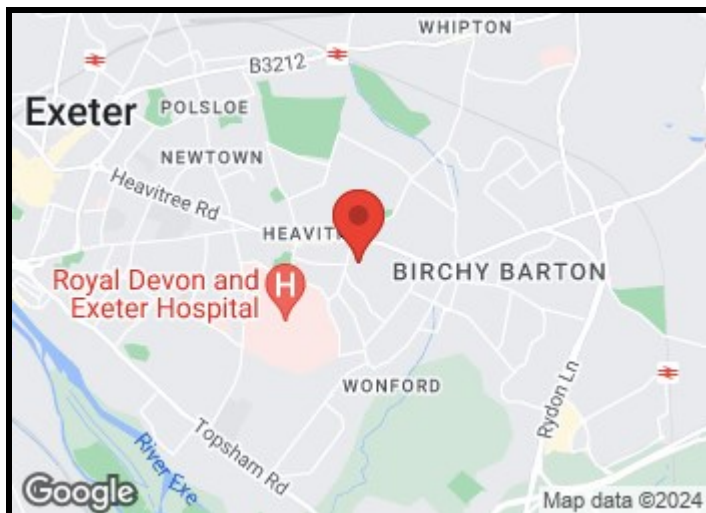 WHIPTON
B3212
Exeter
POLSLOE
NEWTOWN
Heavitree Rd
HEAVITR
Royal Devon and
Exeter Hospital
H
BIRCHY BARTON
WONFORD
Rydon Ln
Topsham Rd
River Exe
Google
Map data ©2024